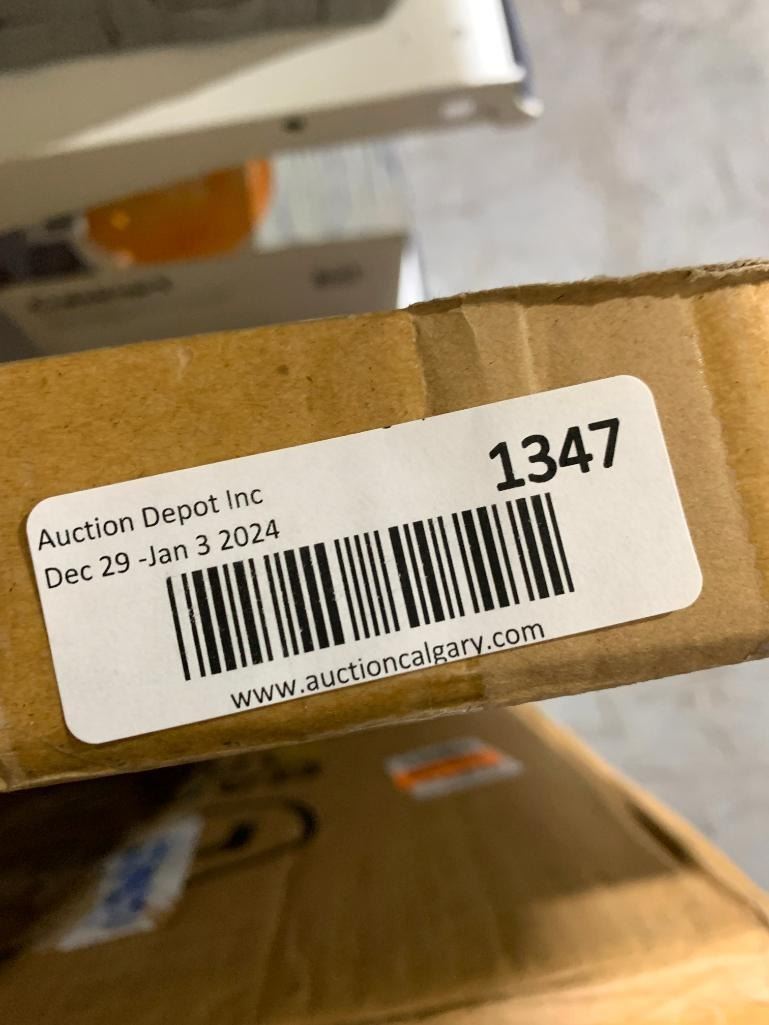 Auction Depot Inc
1347
Dec 29 -Jan 3 2024
www.auctioncalgary.com